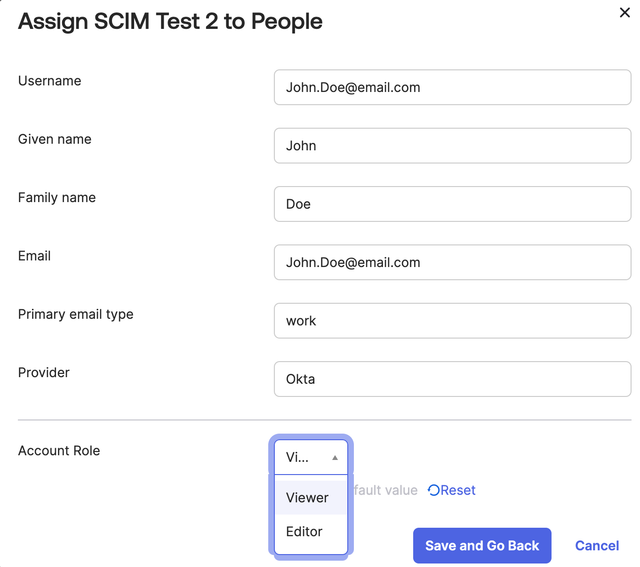 Assign SCIM Test 2 to People
Username
John.Doe@email.com
Given name
John
Family name
Doe
Email
John.Doe@email.com
Primary email type
work
Provider
Okta
Account Role
Vi...
Viewer
fault value Reset
Editor
Save and Go Back Cancel